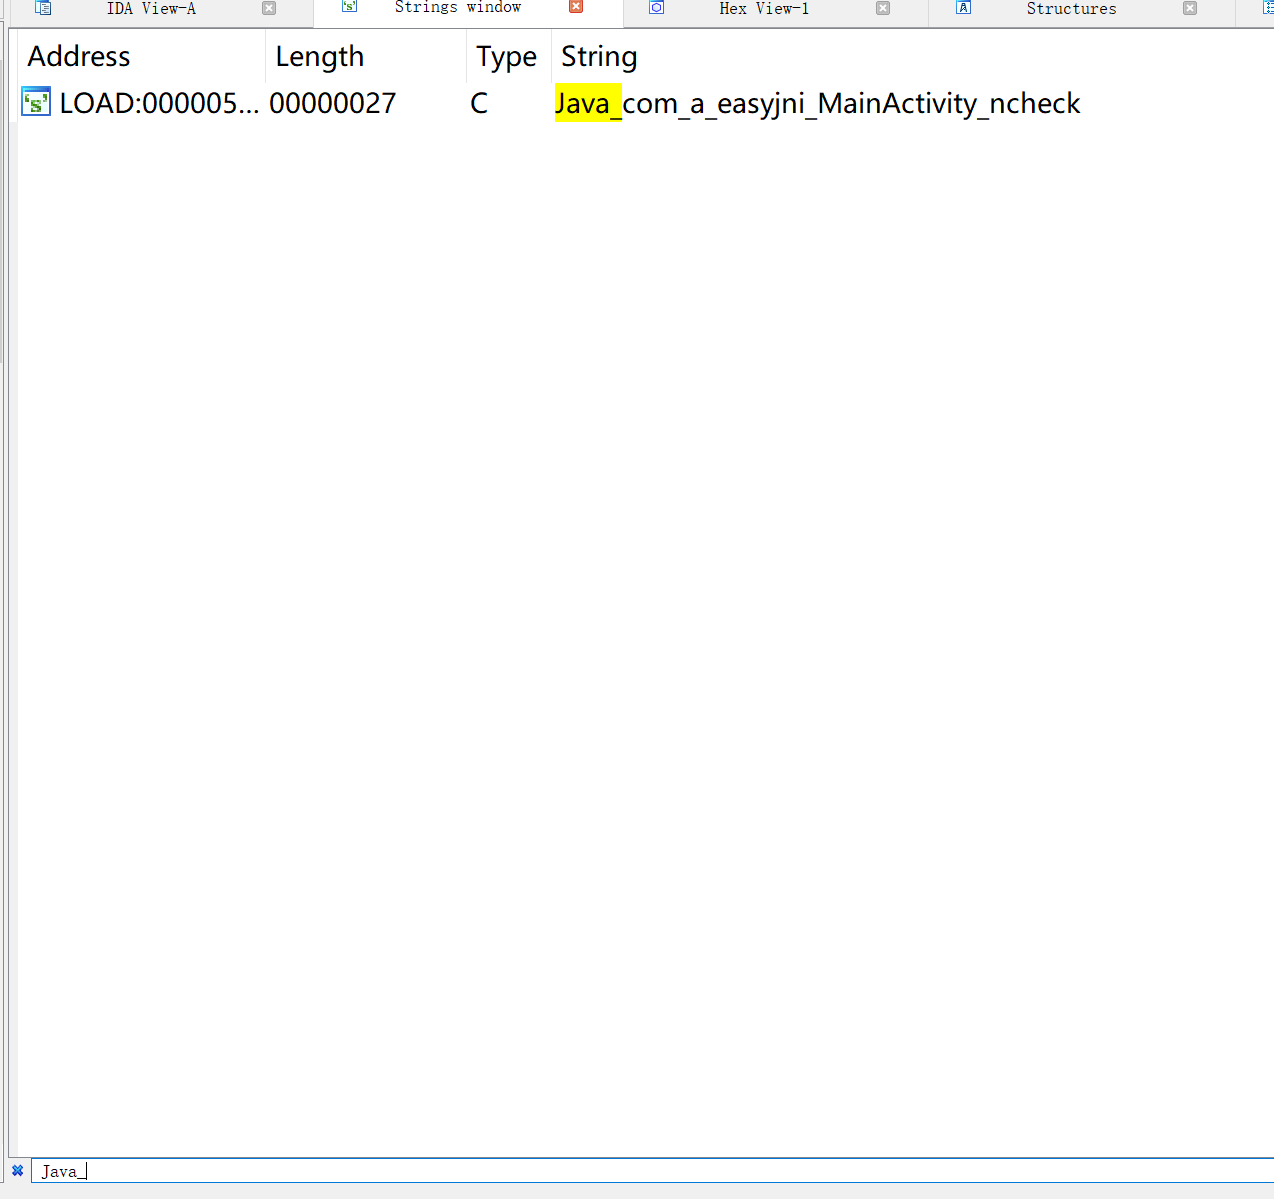 IDA View-A Strings window Hex View-1 Structures
Address Length Type String
LOAD:000005... 00000027 C Java_com_a_easyjni_MainActivity_ncheck
Java_